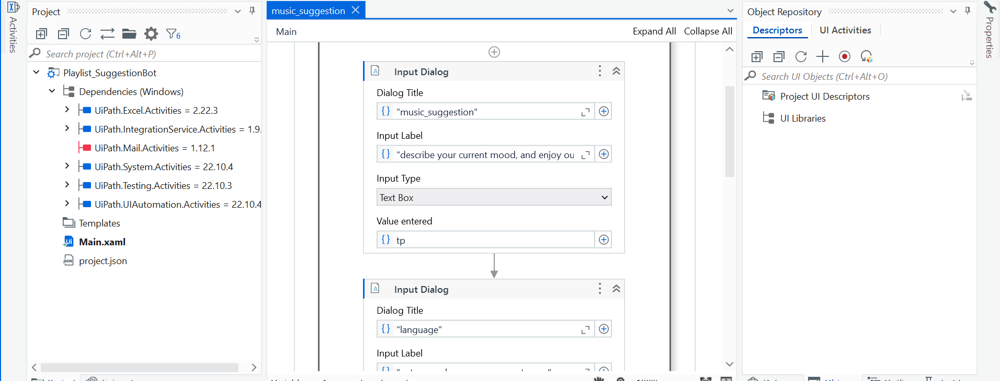 Activities
Project
6
Search project (Ctrl+Alt+P)
Playlist_SuggestionBot
Dependencies (Windows)
UiPath.Excel.Activities = 2.22.3
UiPath.IntegrationService.Activities = 1.9.
UiPath.Mail.Activities = 1.12.1
UiPath.System.Activities = 22.10.4
UiPath.Testing.Activities = 22.10.3
UiPath.UIAutomation.Activities = 22.10.4
Templates
Main.xaml
JSON project.json
music_suggestion
Main
Expand All Collapse All
Input Dialog
Dialog Title
"music_suggestion"
Input Label
"describe your current mood, and enjoy ou
Input Type
Text Box
Value entered
tp
Input Dialog
Dialog Title
"language"
Input Label
Object Repository
Descriptors UI Activities
Search UI Objects (Ctrl+Alt+O)
Project UI Descriptors
UI Libraries
Properties